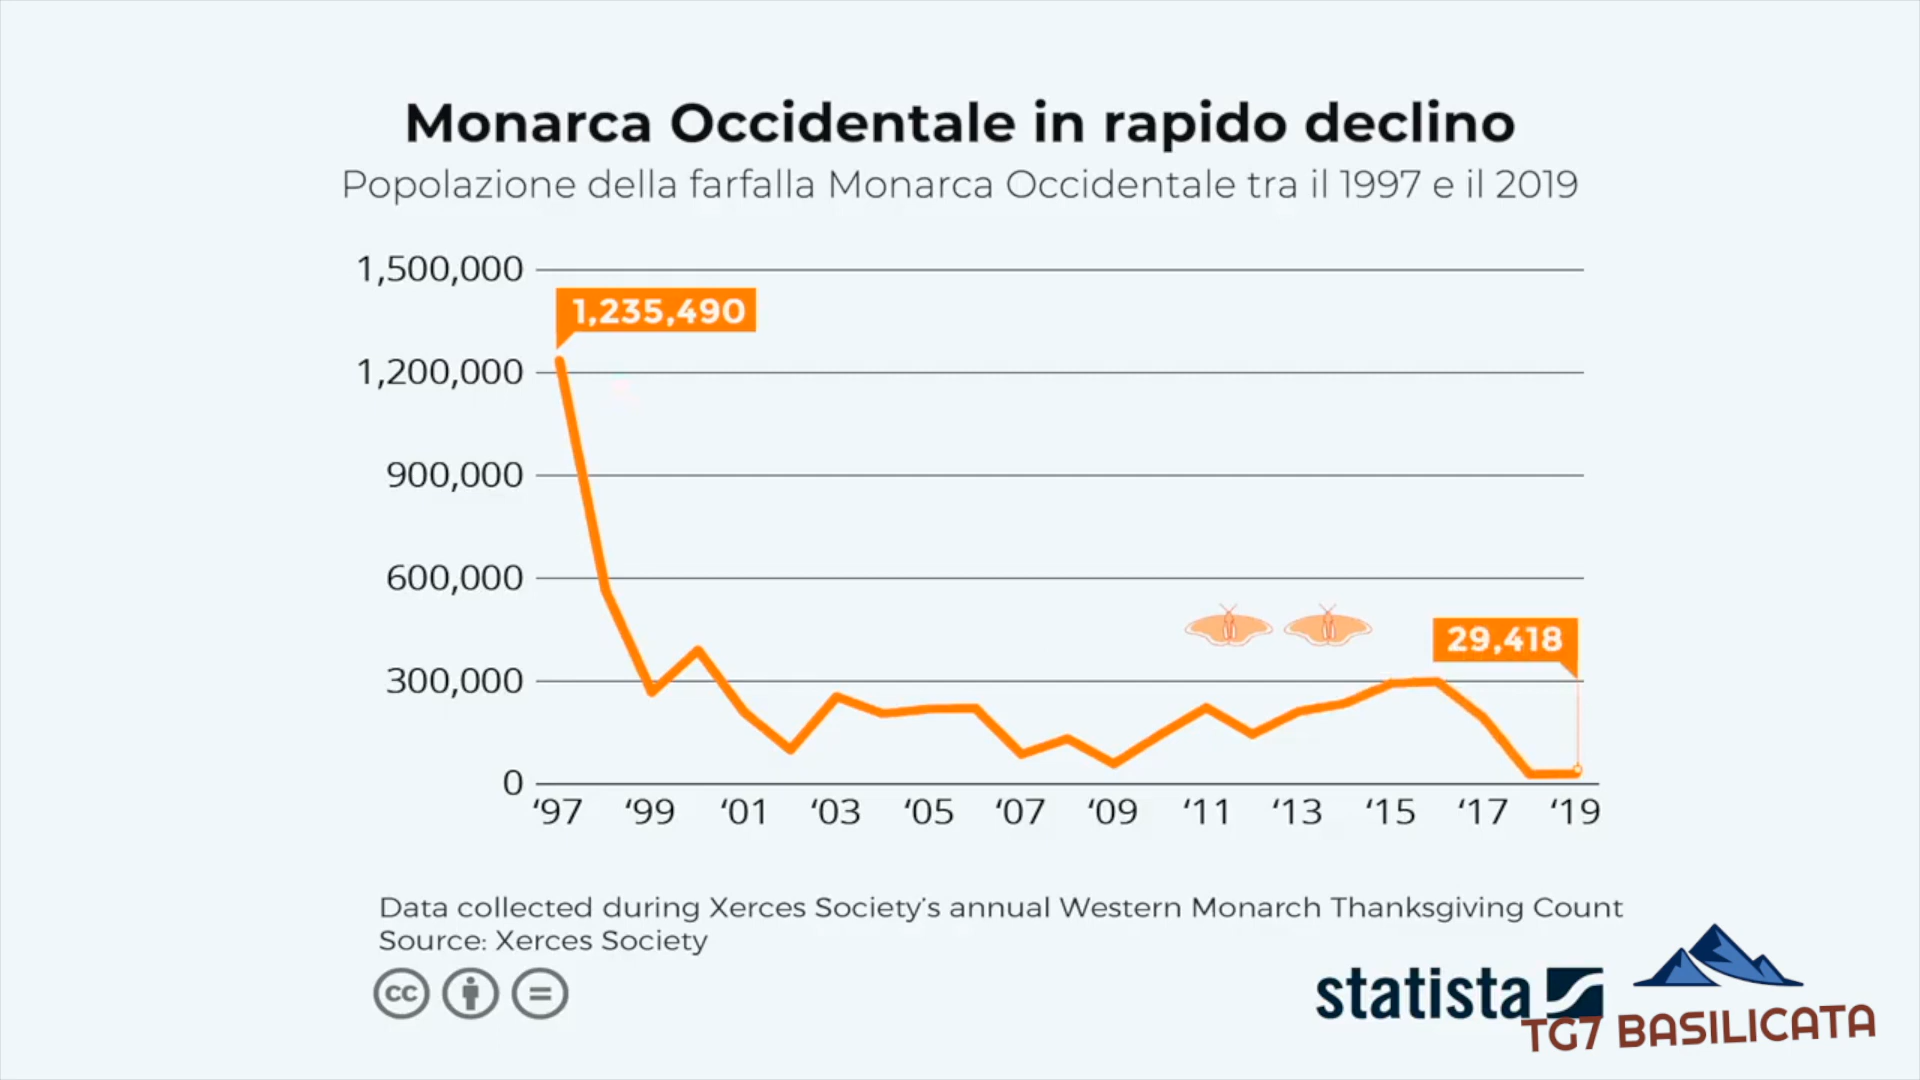 Monarca Occidentale in rapido declino
Popolazione della farfalla Monarca Occidentale tra il 1997 e il 2019
1,500,000
1,235,490
1,200,000
900,000
600,000
29,418
300,000
0
‘97 ‘99 ‘01 ‘03 ‘05 ‘07 ‘09 ‘11 ‘13 ‘15 ‘17 ‘19
Data collected during Xerces Society’s annual Western Monarch Thanksgiving Count
Source: Xerces Society
cc
statista
TG7 BASILICATA